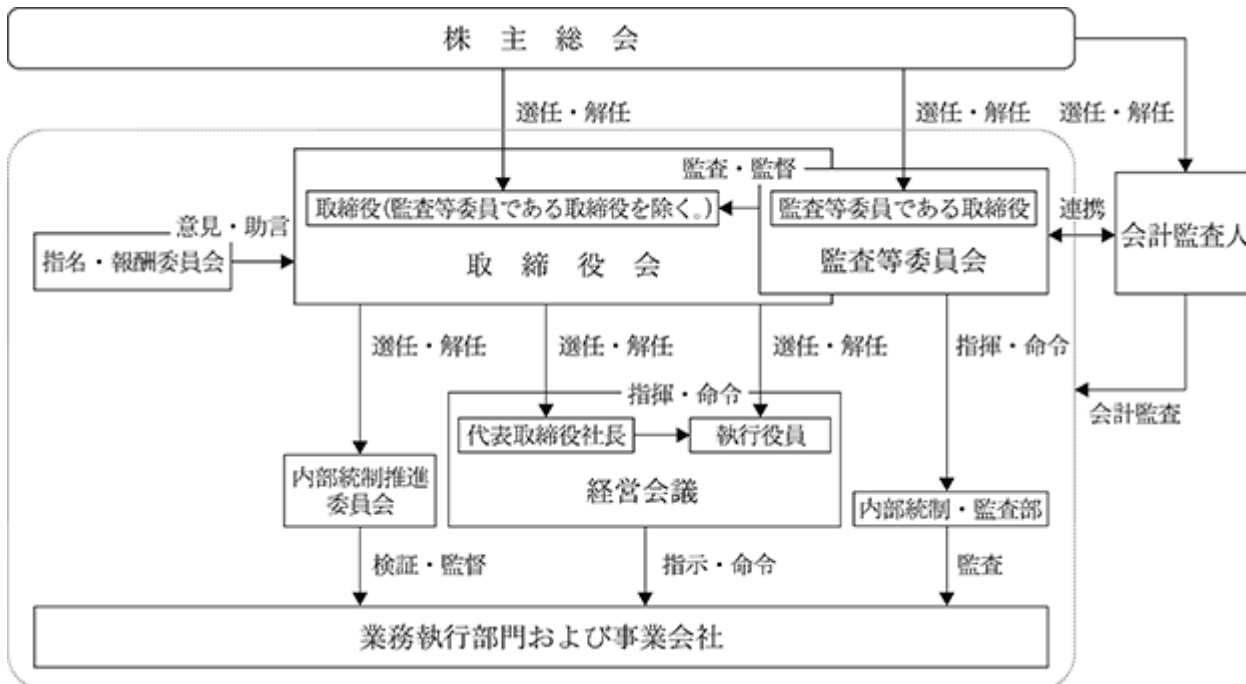 株主総会
選任・解任
選任・解任
選任・解任
監査・監督
取締役(監査等委員である取締役を除く。)
監査等委員である取締役
連携
会計監査人
意見・助言
指名・報酬委員会
取締役会
監査等委員会
選任・解任
選任・解任
選任・解任
指揮・命令
指揮・命令
会計監査
代表取締役社長
執行役員
内部統制推進
委員会
経営会議
内部統制・監査部
検証・監督
指示・命令
監査
業務執行部門および事業会社